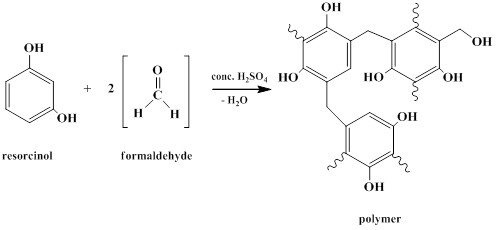 OH
OH
resorcinol
+
2
O
C
H H
formaldehyde
conc. H₂SO₄
- H₂O
OH
HO
OH
HO OH
OH
OH
polymer